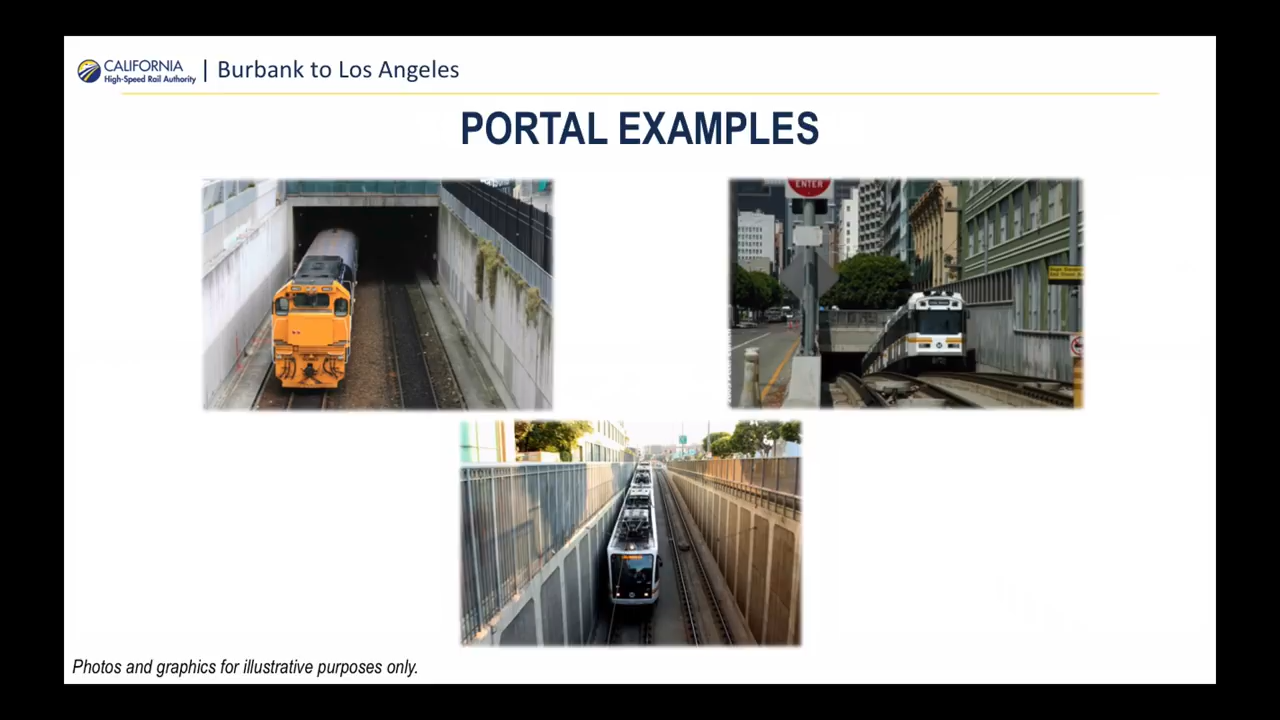 CALIFORNIA
High-Speed Rail Authority
| Burbank to Los Angeles
PORTAL EXAMPLES
ENTER
Photos and graphics for illustrative purposes only.